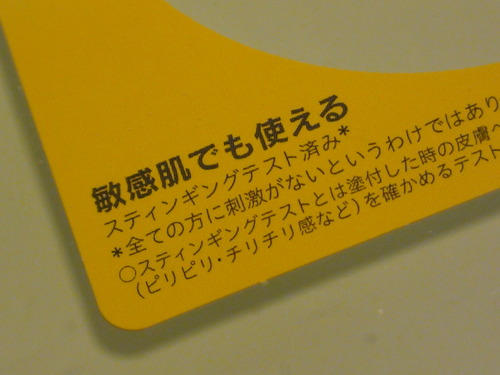 敏感肌でも使える
スティンギングテスト済み*
*全ての方に刺激がないというわけではあり
○スティンギングテストとは塗付した時の皮膚へ
(ピリピリ・チリチリ感など)を確かめるテスト